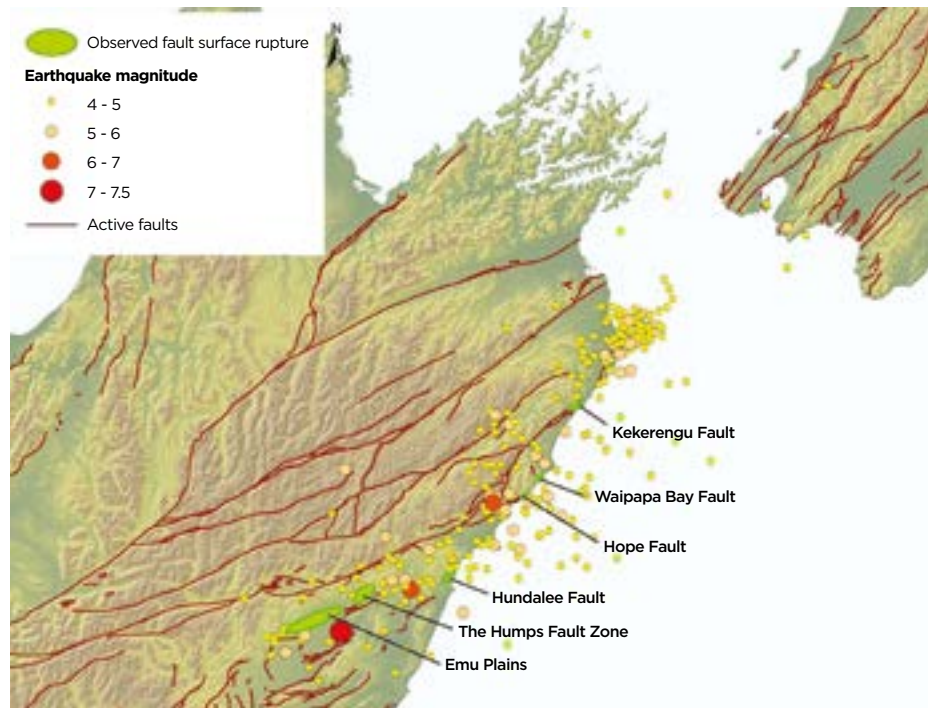 N
Observed fault surface rupture
Earthquake magnitude
4 - 5
5 - 6
6 - 7
7 - 7.5
Active faults
Kekerengu Fault
Waipapa Bay Fault
Hope Fault
Hundalee Fault
The Humps Fault Zone
Emu Plains